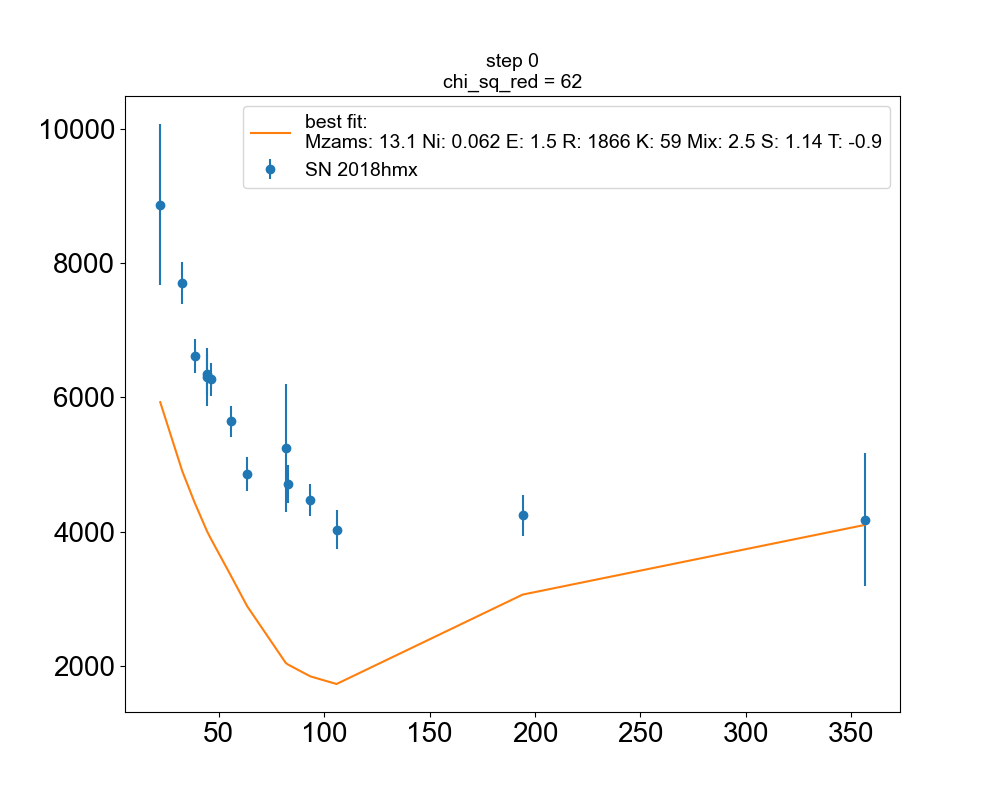 step 0
chi_sq_red = 62
best fit:
Mzams: 13.1 Ni: 0.062 E: 1.5 R: 1866 K: 59 Mix: 2.5 S: 1.14 T: -0.9
SN 2018hmx
10000
8000
6000
4000
2000
50 100 150 200 250 300 350